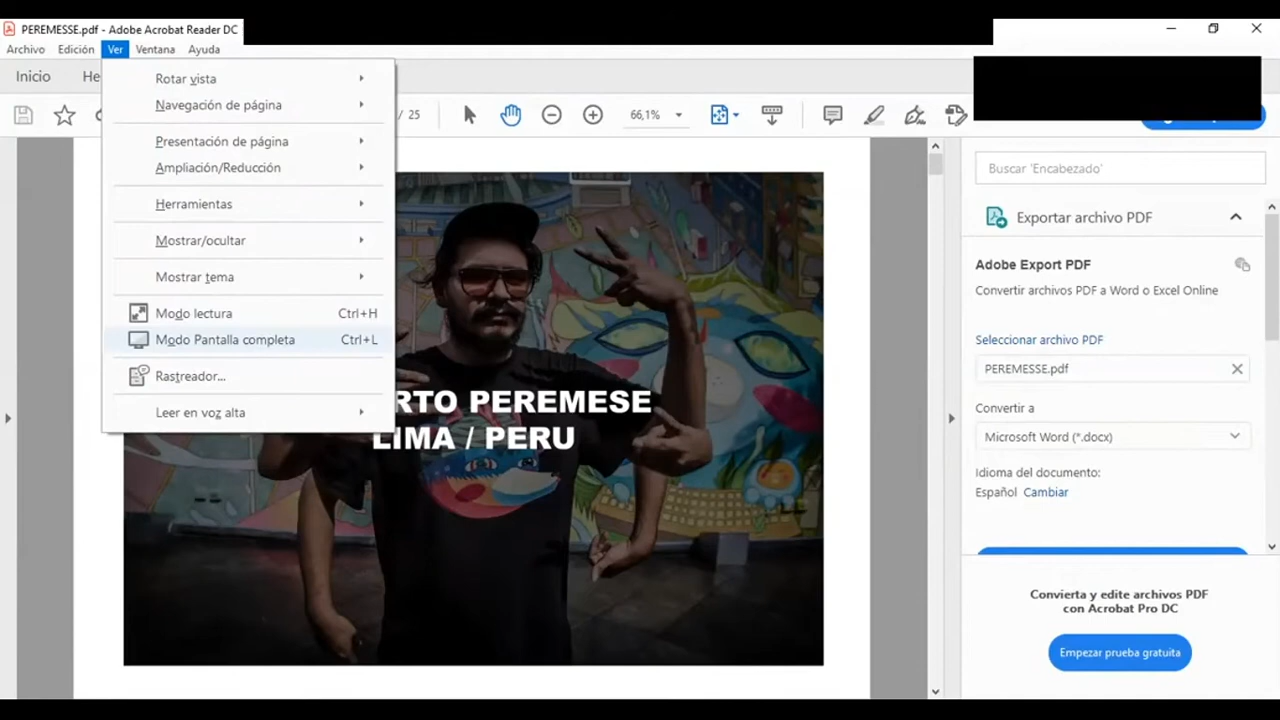 PEREMESSE.pdf - Adobe Acrobat Reader DC
Archivo Edición Ver Ventana Ayuda
Inicio He
/ 25 66,1%
Rotar vista
Navegación de página
Presentación de página
Ampliación/Reducción
Herramientas
Mostrar/ocultar
Mostrar tema
Modo lectura Ctrl+H
Modo Pantalla completa Ctrl+L
Rastreador...
Leer en voz alta
RTO PEREMESE
LIMA / PERU
Buscar 'Encabezado'
Exportar archivo PDF
Adobe Export PDF
Convertir archivos PDF a Word o Excel Online
Seleccionar archivo PDF
PEREMESSE.pdf
Convertir a
Microsoft Word (*.docx)
Idioma del documento:
Español Cambiar
Convierta y edite archivos PDF
con Acrobat Pro DC
Empezar prueba gratuita